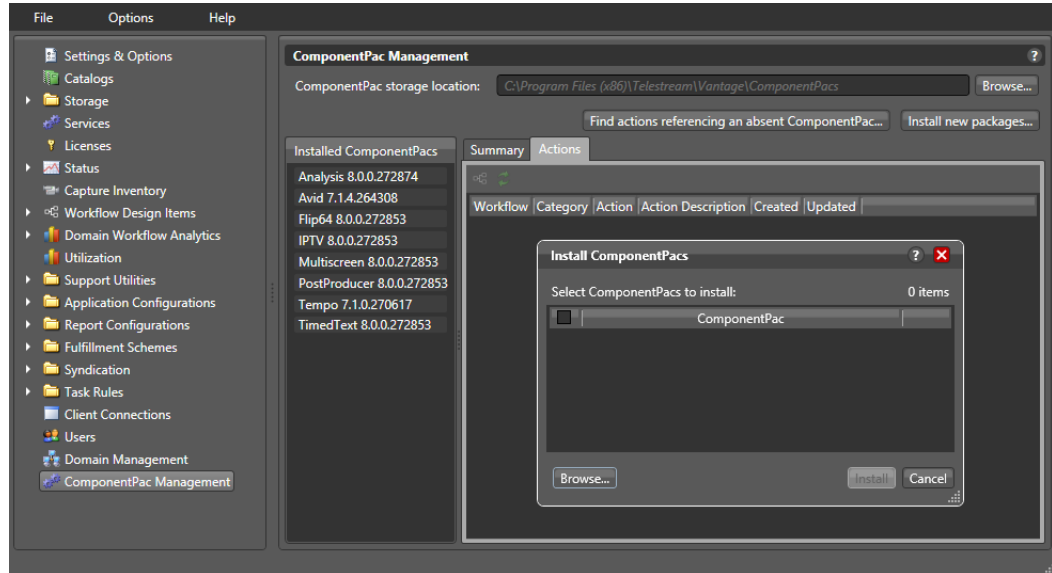 File Options Help
Settings & Options
Catalogs
Storage
Services
Licenses
Status
Capture Inventory
Workflow Design Items
Domain Workflow Analytics
Utilization
Support Utilities
Application Configurations
Report Configurations
Fulfillment Schemes
Syndication
Task Rules
Client Connections
Users
Domain Management
ComponentPac Management
ComponentPac Management ?
ComponentPac storage location: C:\Program Files (x86)\Telestream\Vantage\ComponentPacs Browse...
Find actions referencing an absent ComponentPac... Install new packages...
Installed ComponentPacs
Analysis 8.0.0.272874
Avid 7.1.4.264308
Flip64 8.0.0.272853
IPTV 8.0.0.272853
Multiscreen 8.0.0.272853
PostProducer 8.0.0.272853
Tempo 7.1.0.270617
TimedText 8.0.0.272853
Summary Actions
Workflow Category Action Action Description Created Updated
Install ComponentPacs ? X
Select ComponentPacs to install: 0 items
ComponentPac
Browse... Install Cancel